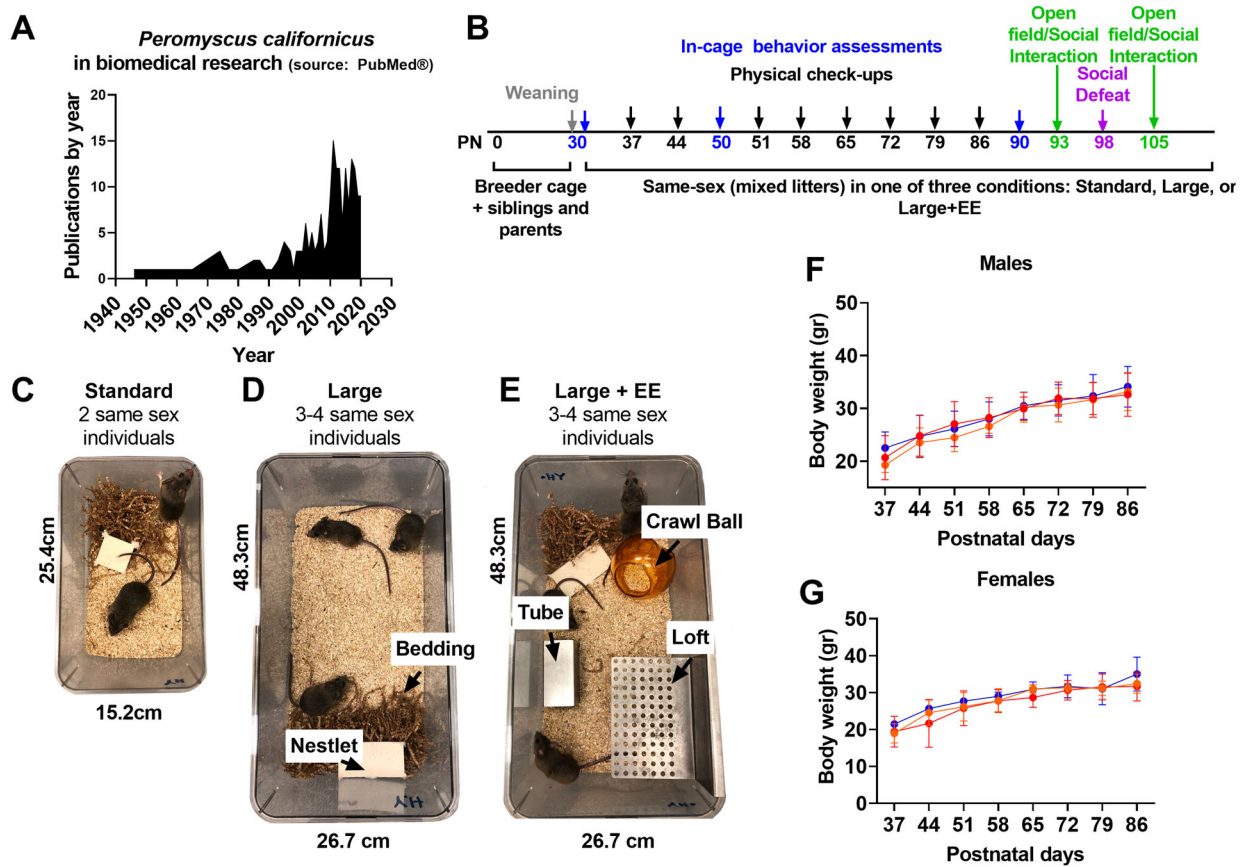 A
Peromyscus californicus
in biomedical research (source: PubMed®)
Publications by year
20
15
10
5
0
1940
1950
1960
1970
1980
1990
2000
2010
2020
2030
Year
B
In-cage behavior assessments
Physical check-ups
Weaning
Open
field/Social
Interaction
Social
Defeat
Open
field/Social
Interaction
PN 0 30 37 44 50 51 58 65 72 79 86 90 93 98 105
Breeder cage
+ siblings and
parents
Same-sex (mixed litters) in one of three conditions: Standard, Large, or
Large+EE
C
Standard
2 same sex
individuals
25.4cm
15.2cm
D
Large
3-4 same sex
individuals
48.3cm
Bedding
Nestlet
H.Y
26.7 cm
E
Large + EE
3-4 same sex
individuals
48.3cm
Crawl Ball
Tube
Loft
26.7 cm
F
Males
Body weight (gr)
50
40
30
20
37 44 51 58 65 72 79 86
Postnatal days
G
Females
Body weight (gr)
50
40
30
20
10
0
37 44 51 58 65 72 79 86
Postnatal days